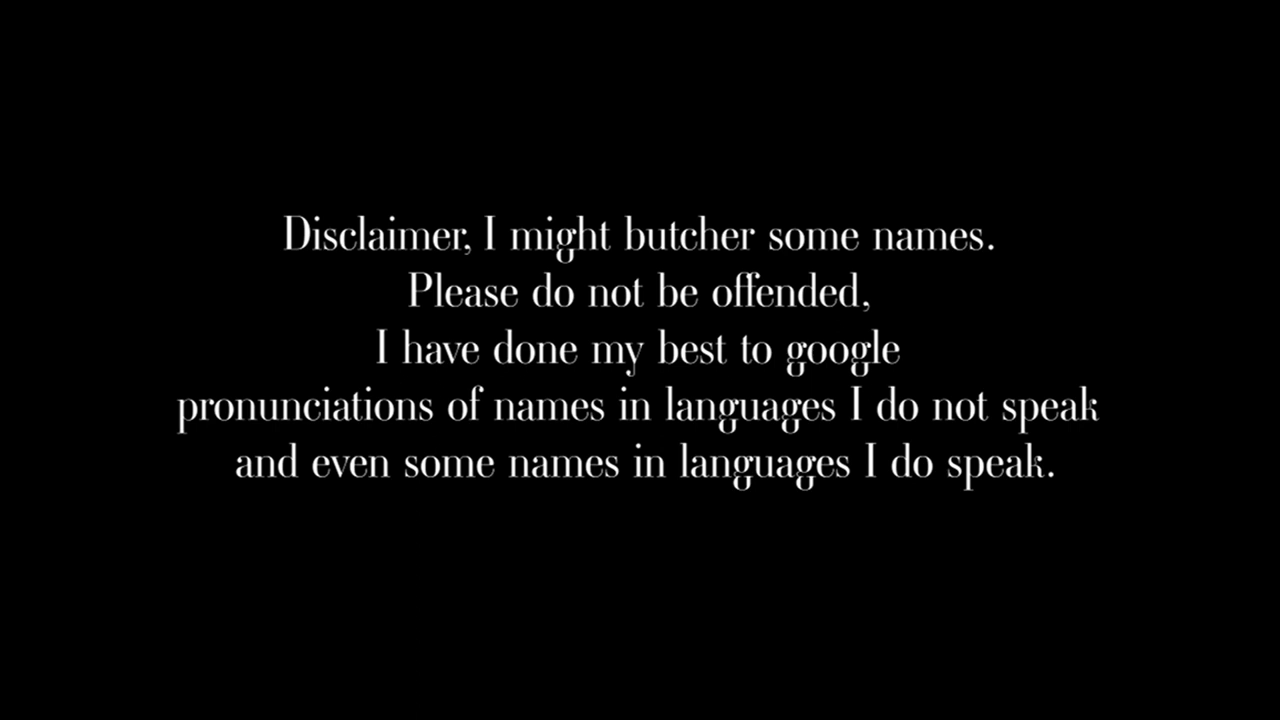 Disclaimer, I might butcher some names.
Please do not be offended,
I have done my best to google
pronunciations of names in languages I do not speak
and even some names in languages I do speak.